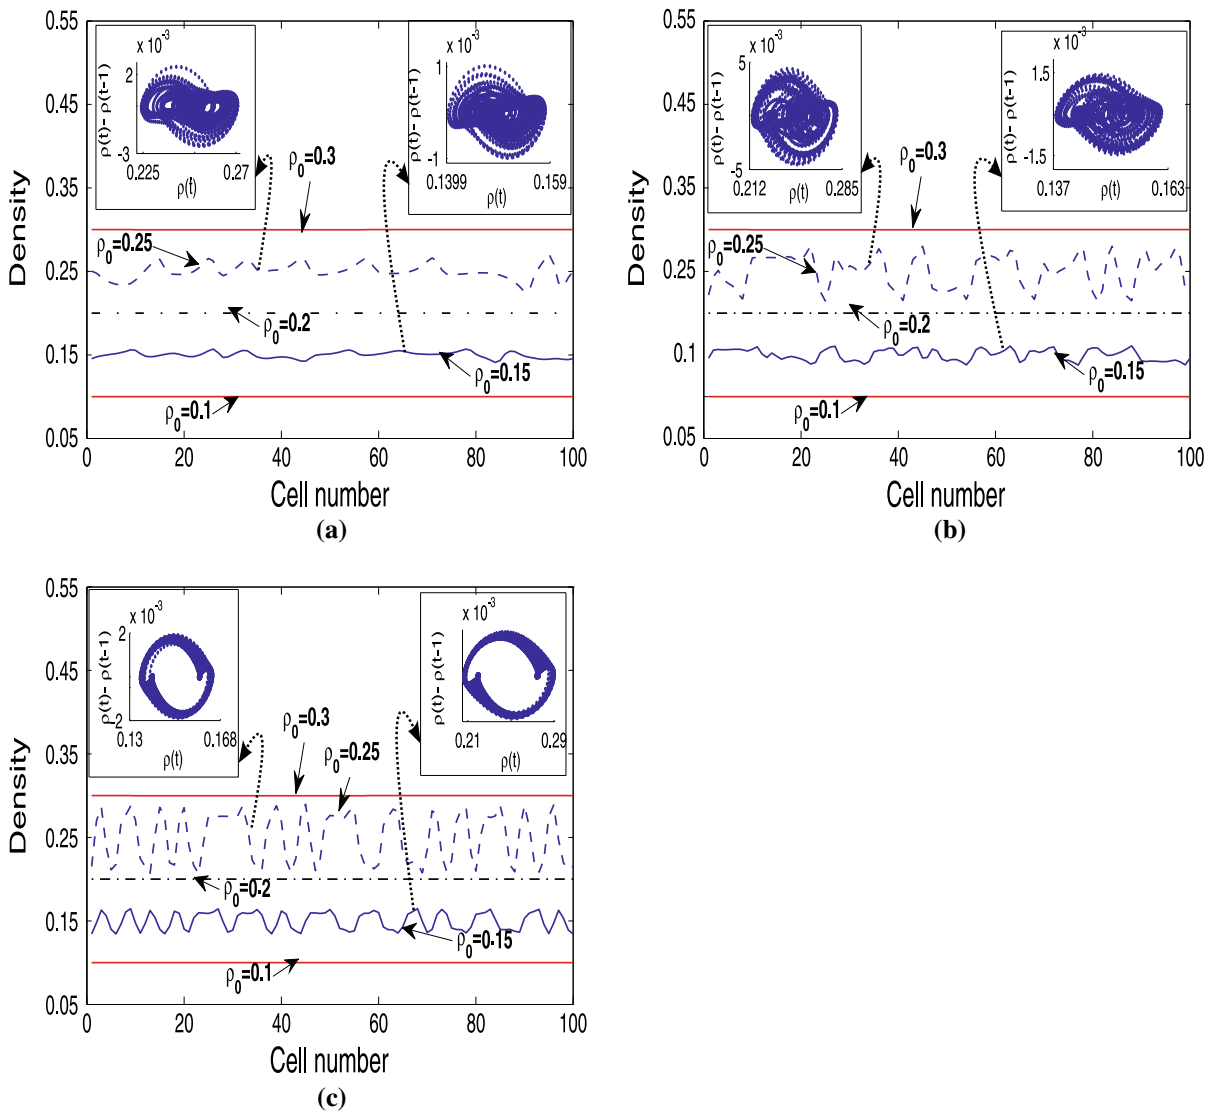 0.55
0.45
0.35
0.25
0.15
0.05
Density
0
20
40
60
80
100
Cell number
(a)
x 10⁻³
2
-3
0.225
0.27
ρ(t)
ρ(t)- ρ(t-1)
x 10⁻³
1
-1
0.1399
0.159
ρ(t)
ρ(t)- ρ(t-1)
ρ₀=0.3
ρ₀=0.25
ρ₀=0.2
ρ₀=0.15
ρ₀=0.1
0.55
0.45
0.35
0.25
0.1
0.05
Density
0
20
40
60
80
100
Cell number
(b)
x 10⁻³
5
-5
0.212
0.285
ρ(t)
ρ(t)- ρ(t-1)
x 10⁻³
1.5
-1.5
0.137
0.163
ρ(t)
ρ(t)- ρ(t-1)
ρ₀=0.3
ρ₀=0.25
ρ₀=0.2
ρ₀=0.15
ρ₀=0.1
0.55
0.45
0.35
0.25
0.15
0.05
Density
0
20
40
60
80
100
Cell number
(c)
x 10⁻³
2
-2
0.13
0.168
ρ(t)
ρ(t)- ρ(t-1)
x 10⁻³
4
-4
0.21
0.29
ρ(t)
ρ(t)- ρ(t-1)
ρ₀=0.3
ρ₀=0.25
ρ₀=0.2
ρ₀=0.15
ρ₀=0.1